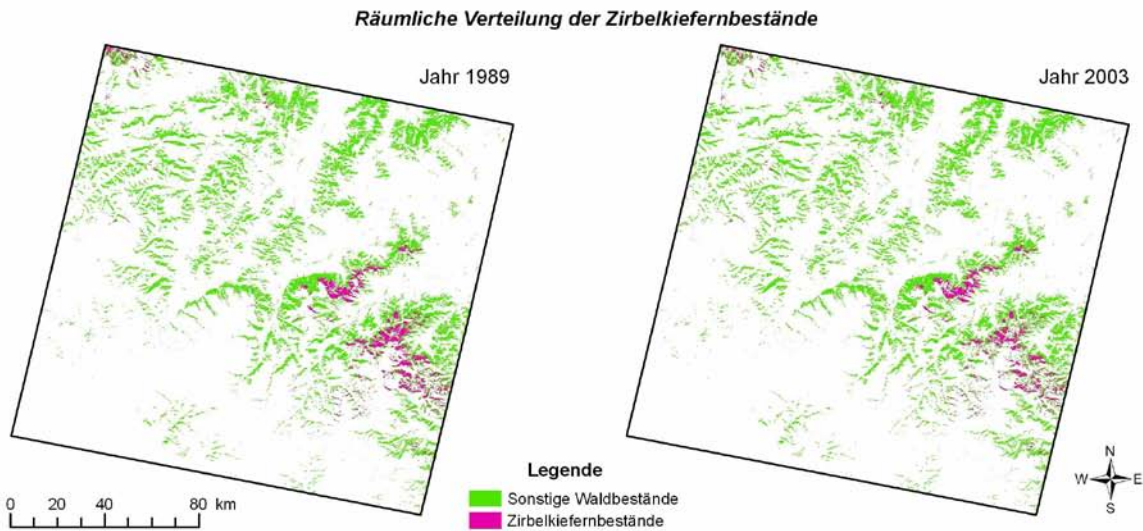 Räumliche Verteilung der Zirbelkiefernbestände
Jahr 1989
Jahr 2003
Legende
Sonstige Waldbestände
Zirbelkiefernbestände
0 20 40 80 km
N
W E
S